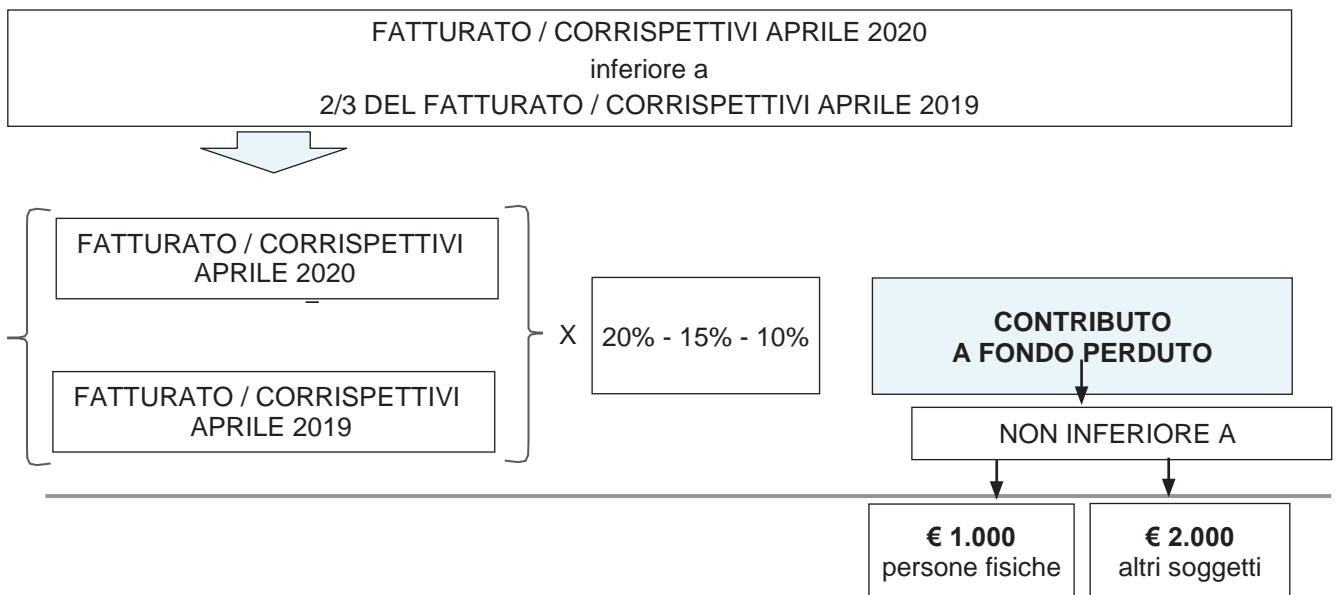 FATTURATO / CORRISPETTIVI APRILE 2020
inferiore a
2/3 DEL FATTURATO / CORRISPETTIVI APRILE 2019
FATTURATO / CORRISPETTIVI
APRILE 2020
–
FATTURATO / CORRISPETTIVI
APRILE 2019
X
20% - 15% - 10%
CONTRIBUTO
A FONDO PERDUTO
NON INFERIORE A
€ 1.000
persone fisiche
€ 2.000
altri soggetti